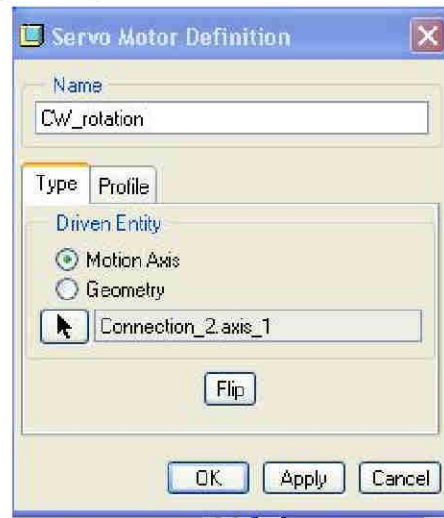 Servo Motor Definition
Name
CW_rotation
Type Profile
Driven Entity
Motion Axis
Geometry
Connection_2.axis_1
Flip
OK Apply Cancel